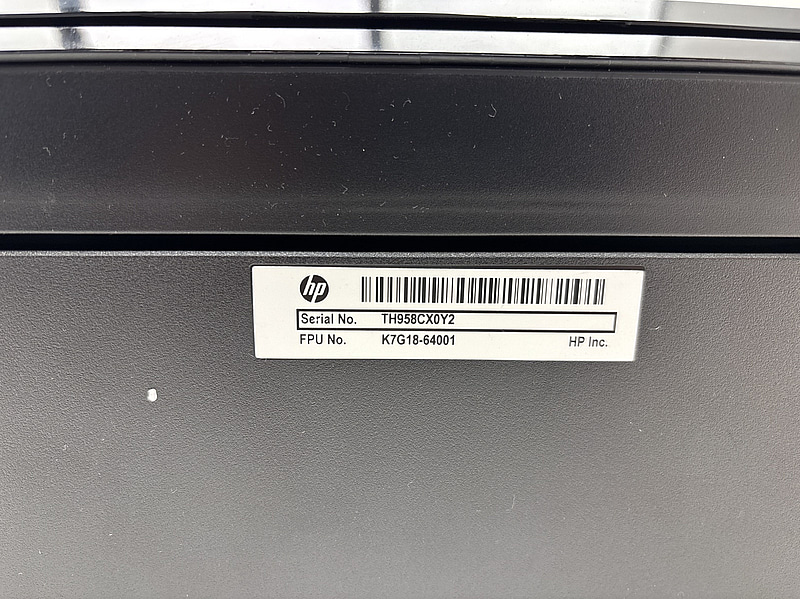 hp
Serial No. TH958CX0Y2
FPU No. K7G18-64001 HP Inc.